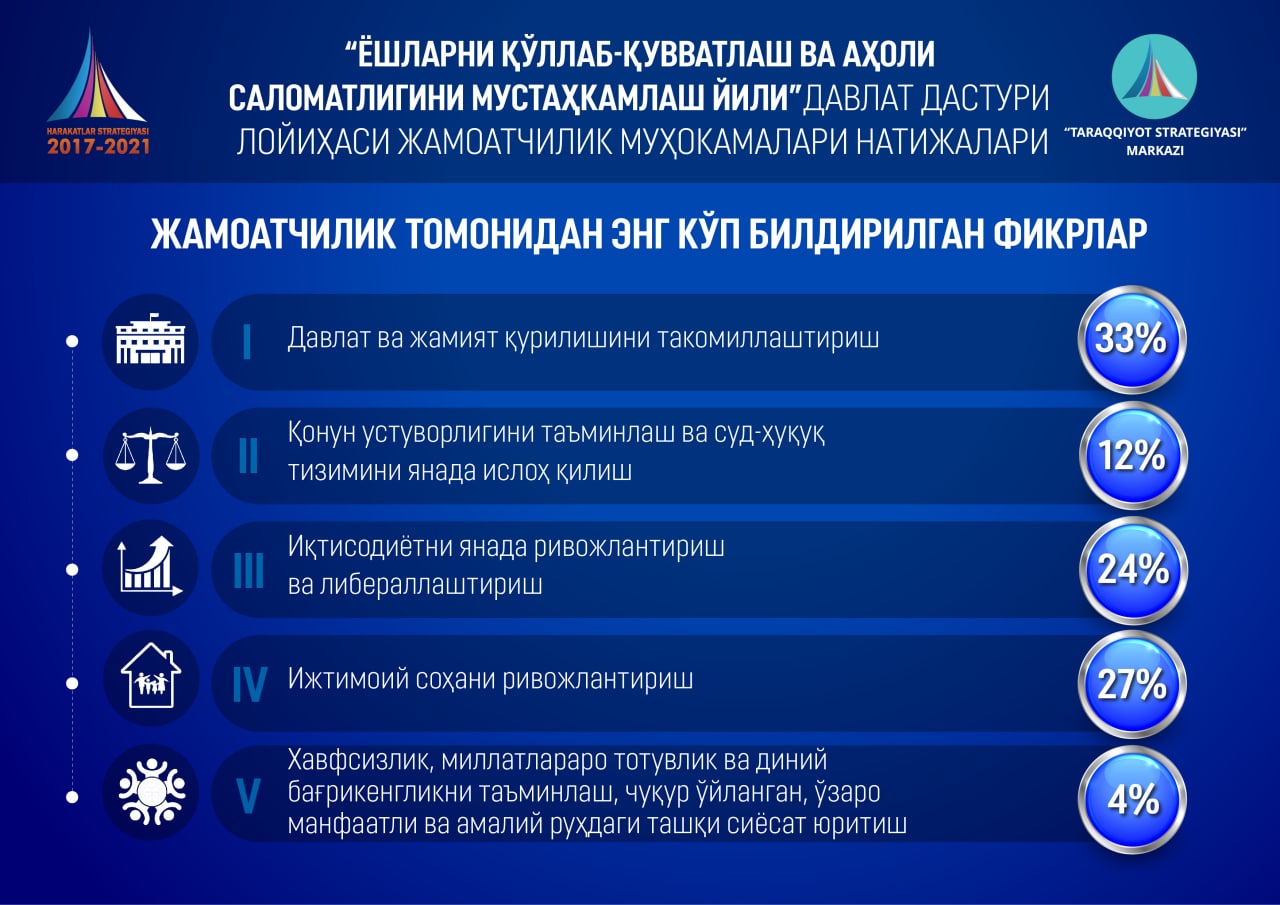 HARAKATLAR STRATEGIYASI
2017-2021
“ЁШЛАРНИ ҚЎЛЛАБ-ҚУВВАТЛАШ ВА АҲОЛИ
САЛОМАТЛИГИНИ МУСТАҲКАМЛАШ ЙИЛИ”ДАВЛАТ ДАСТУРИ
ЛОЙИҲАСИ ЖАМОАТЧИЛИК МУҲОКАМАЛАРИ НАТИЖАЛАРИ
“TARAQQIYOT STRATEGIYASI”
MARKAZI
ЖАМОАТЧИЛИК ТОМОНИДАН ЭНГ КЎП БИЛДИРИЛГАН ФИКРЛАР
I
Давлат ва жамият қурилишини такомиллаштириш
33%
II
Қонун устуворлигини таъминлаш ва суд-ҳуқуқ
тизимини янада ислоҳ қилиш
12%
III
Иқтисодиётни янада ривожлантириш
ва либераллаштириш
24%
IV
Ижтимоий соҳани ривожлантириш
27%
V
Хавфсизлик, миллатлараро тотувлик ва диний
бағрикенгликни таъминлаш, чуқур ўйланган, ўзаро
манфаатли ва амалий руҳдаги ташқи сиёсат юритиш
4%